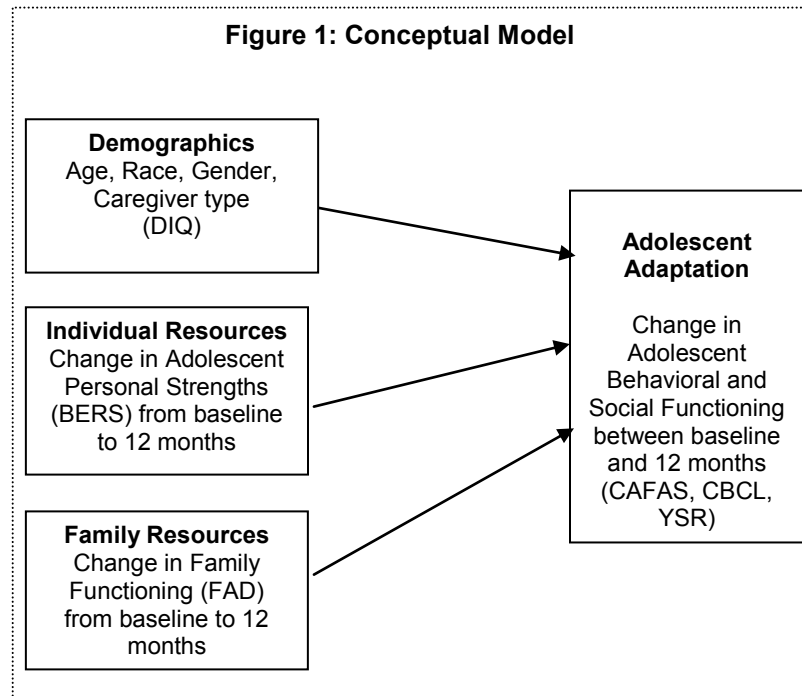 Figure 1: Conceptual Model
Demographics
Age, Race, Gender,
Caregiver type
(DIQ)
Individual Resources
Change in Adolescent
Personal Strengths
(BERS) from baseline
to 12 months
Family Resources
Change in Family
Functioning (FAD)
from baseline to 12
months
Adolescent
Adaptation
Change in
Adolescent
Behavioral and
Social Functioning
between baseline
and 12 months
(CAFAS, CBCL,
YSR)